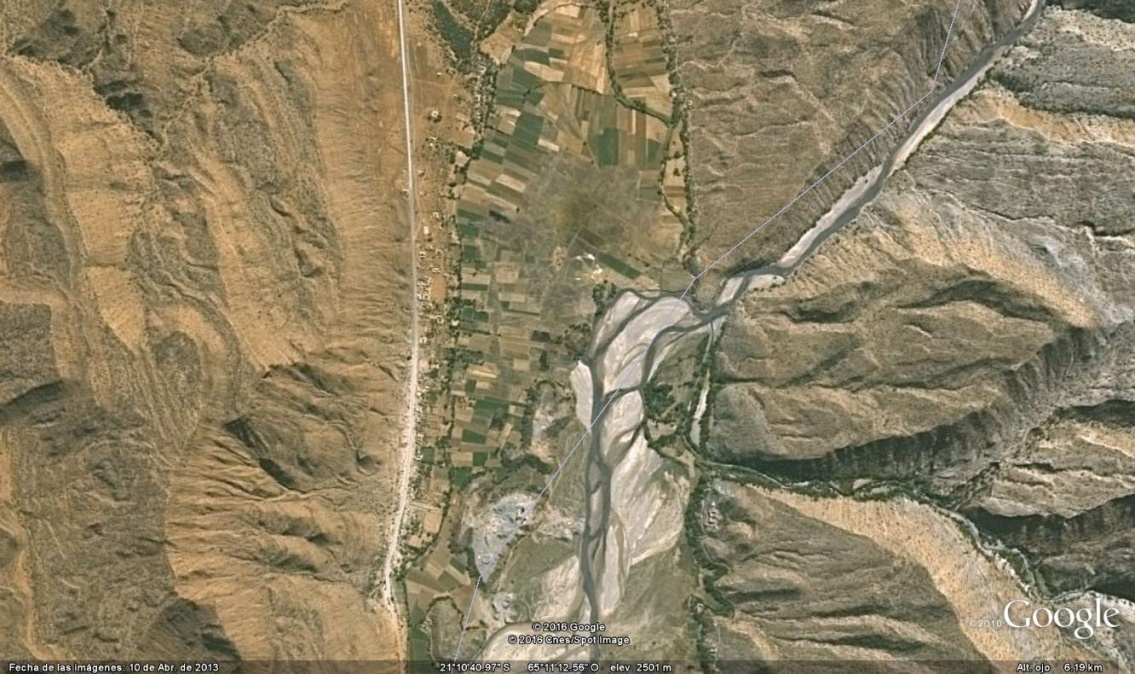 © 2016 Google
© 2016 Cnes/Spot Image
©2010 Google
Fecha de las imágenes: 10 de Abr. de 2013 21°10'40.97" S 65°11'12.56" O elev. 2501 m Alt. ojo 6.19 km